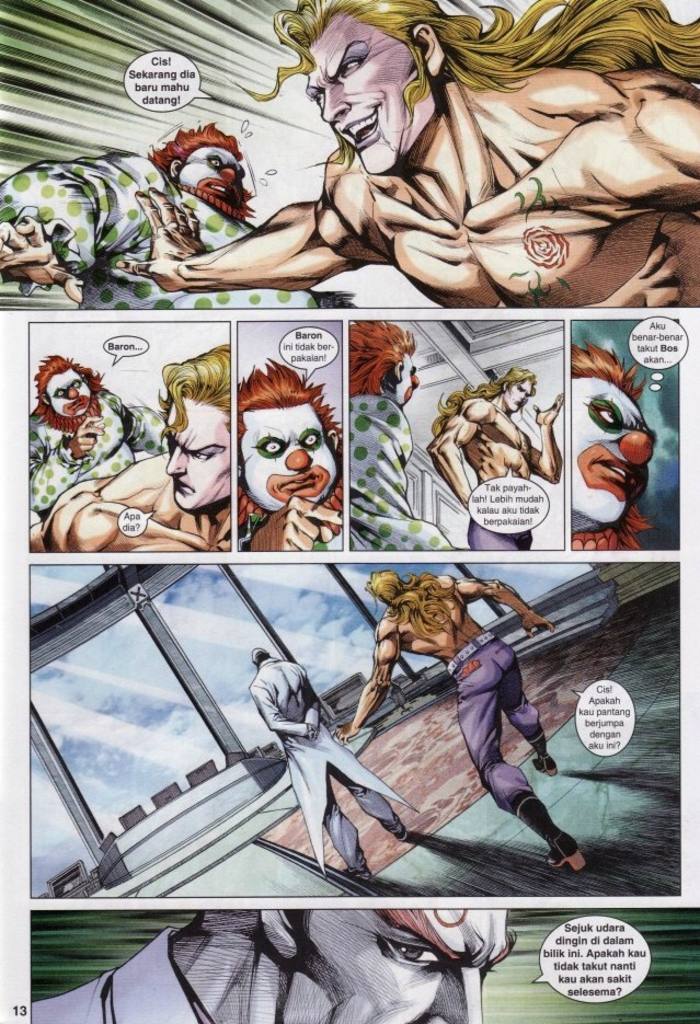 Cis!
Sekarang dia
baru mahu
datang!
Baron...
Apa
dia?
Baron
ini tidak ber-
pakaian!
Tak payah-
lah! Lebih mudah
kau dan aku tidak
berpakaian!
Aku
benar-benar
takut Bos
akan...
Cis!
Apakah
kau pantang
berjumpa
dengan
aku ini?
Sejuk udara
dingin di dalam
bilik ini. Apakah kau
tidak takut nanti
kau akan sakit
selesema?
13